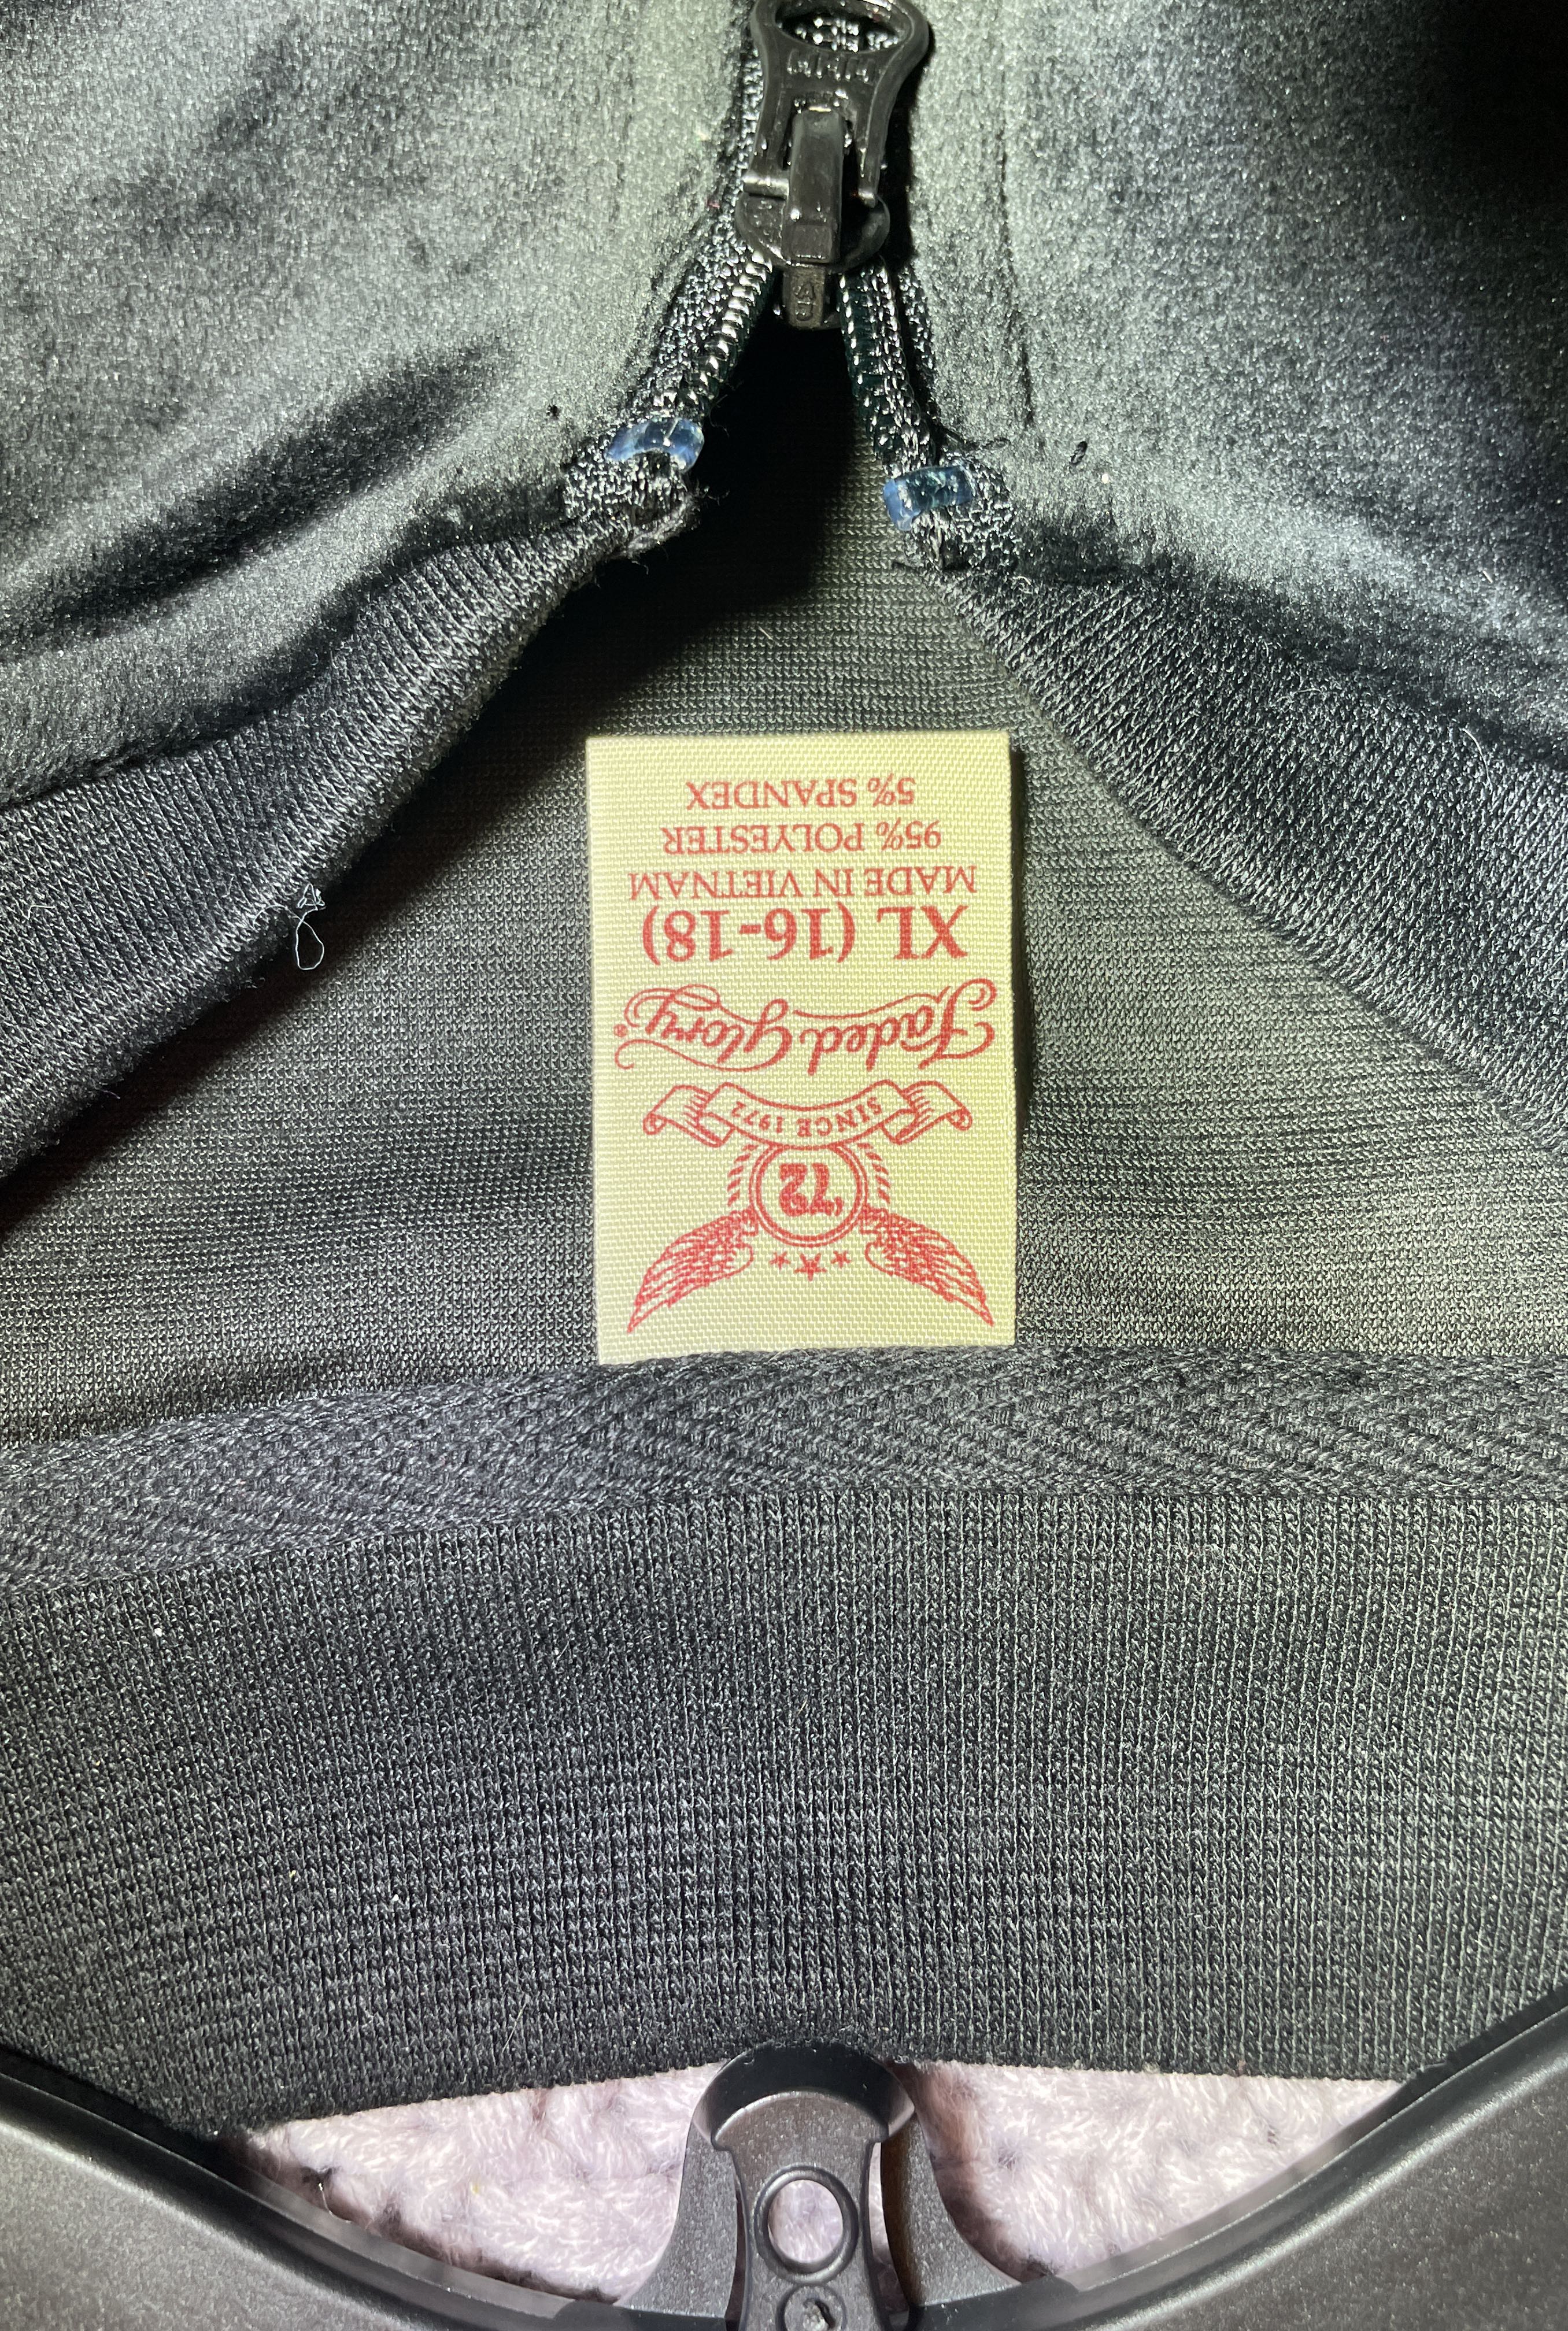 '72
SINCE 1972
Faded Glory®
XL (16-18)
MADE IN VIETNAM
95% POLYESTER
5% SPANDEX